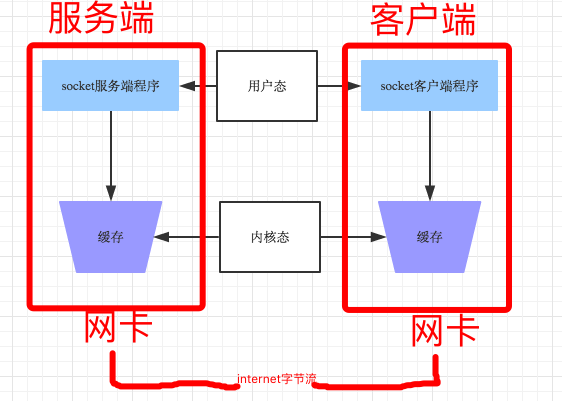 服务端
客户端
socket服务端程序
用户态
socket客户端程序
缓存
内核态
缓存
网卡
网卡
internet字节流